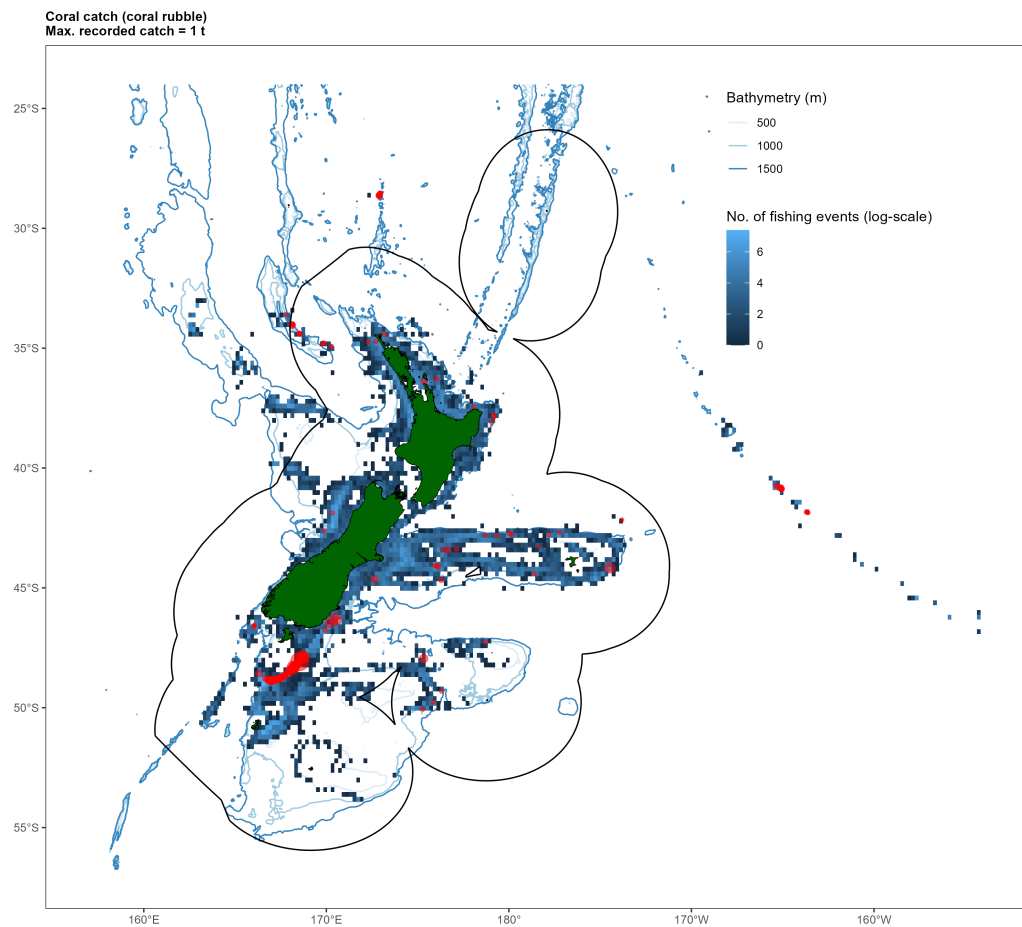 Coral catch (coral rubble)
Max. recorded catch = 1 t
25°S
30°S
35°S
40°S
45°S
50°S
55°S
160°E
170°E
180°
170°W
160°W
Bathymetry (m)
500
1000
1500
No. of fishing events (log-scale)
6
4
2
0